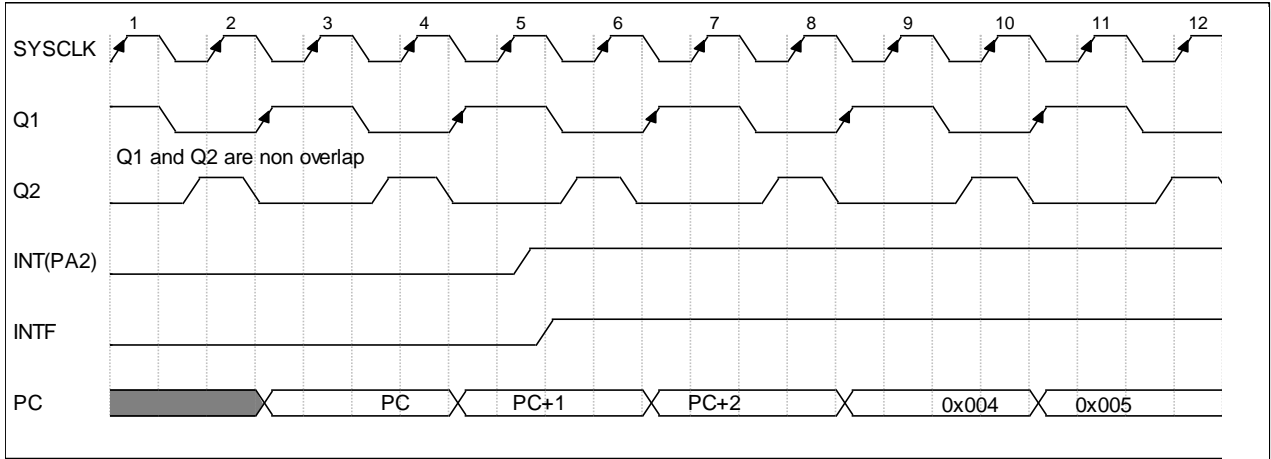 1 2 3 4 5 6 7 8 9 10 11 12
SYSCLK
Q1
Q1 and Q2 are non overlap
Q2
INT(PA2)
INTF
PC PC PC+1 PC+2 0x004 0x005